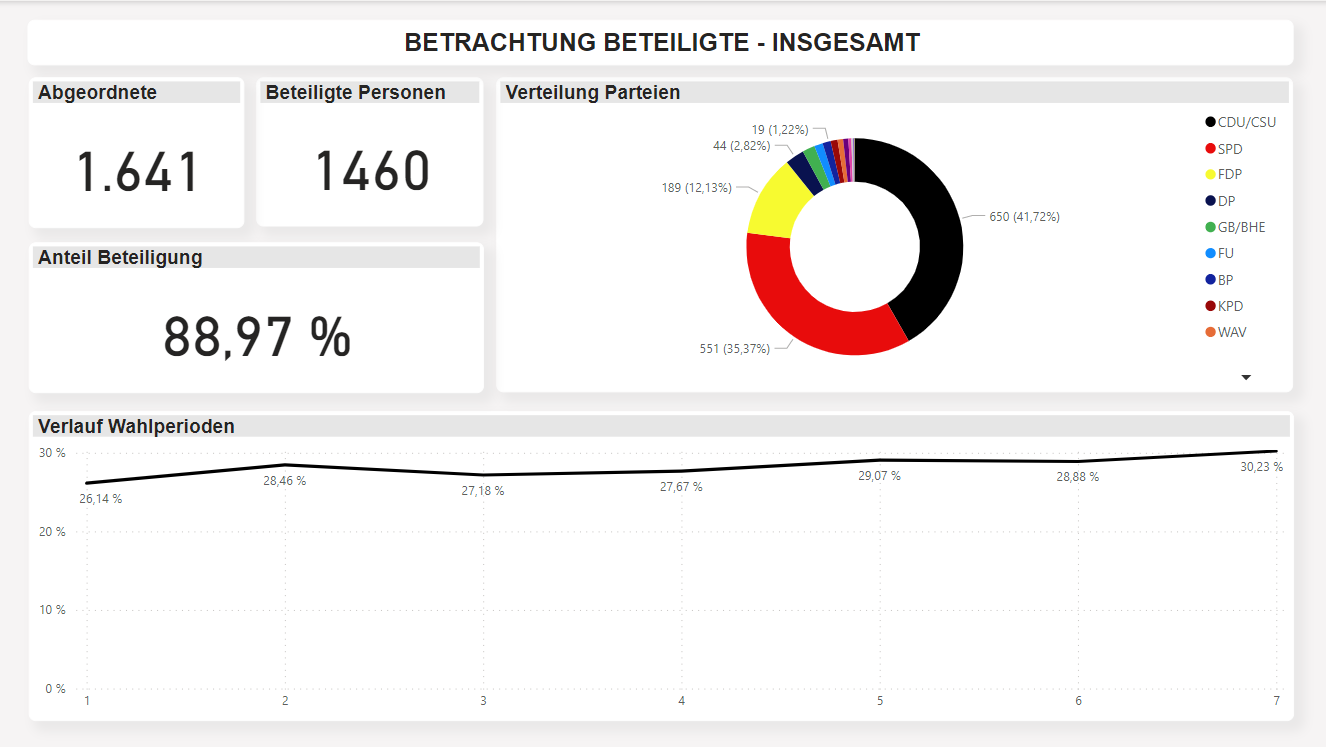 BETRACHTUNG BETEILIGTE - INSGESAMT
Abgeordnete
1.641
Beteiligte Personen
1460
Anteil Beteiligung
88,97 %
Verteilung Parteien
19 (1,22%)
44 (2,82%)
189 (12,13%)
650 (41,72%)
551 (35,37%)
CDU/CSU
SPD
FDP
DP
GB/BHE
FU
BP
KPD
WAV
Verlauf Wahlperioden
30 %
20 %
10 %
0 %
26,14 %
28,46 %
27,18 %
27,67 %
29,07 %
28,88 %
30,23 %
1
2
3
4
5
6
7